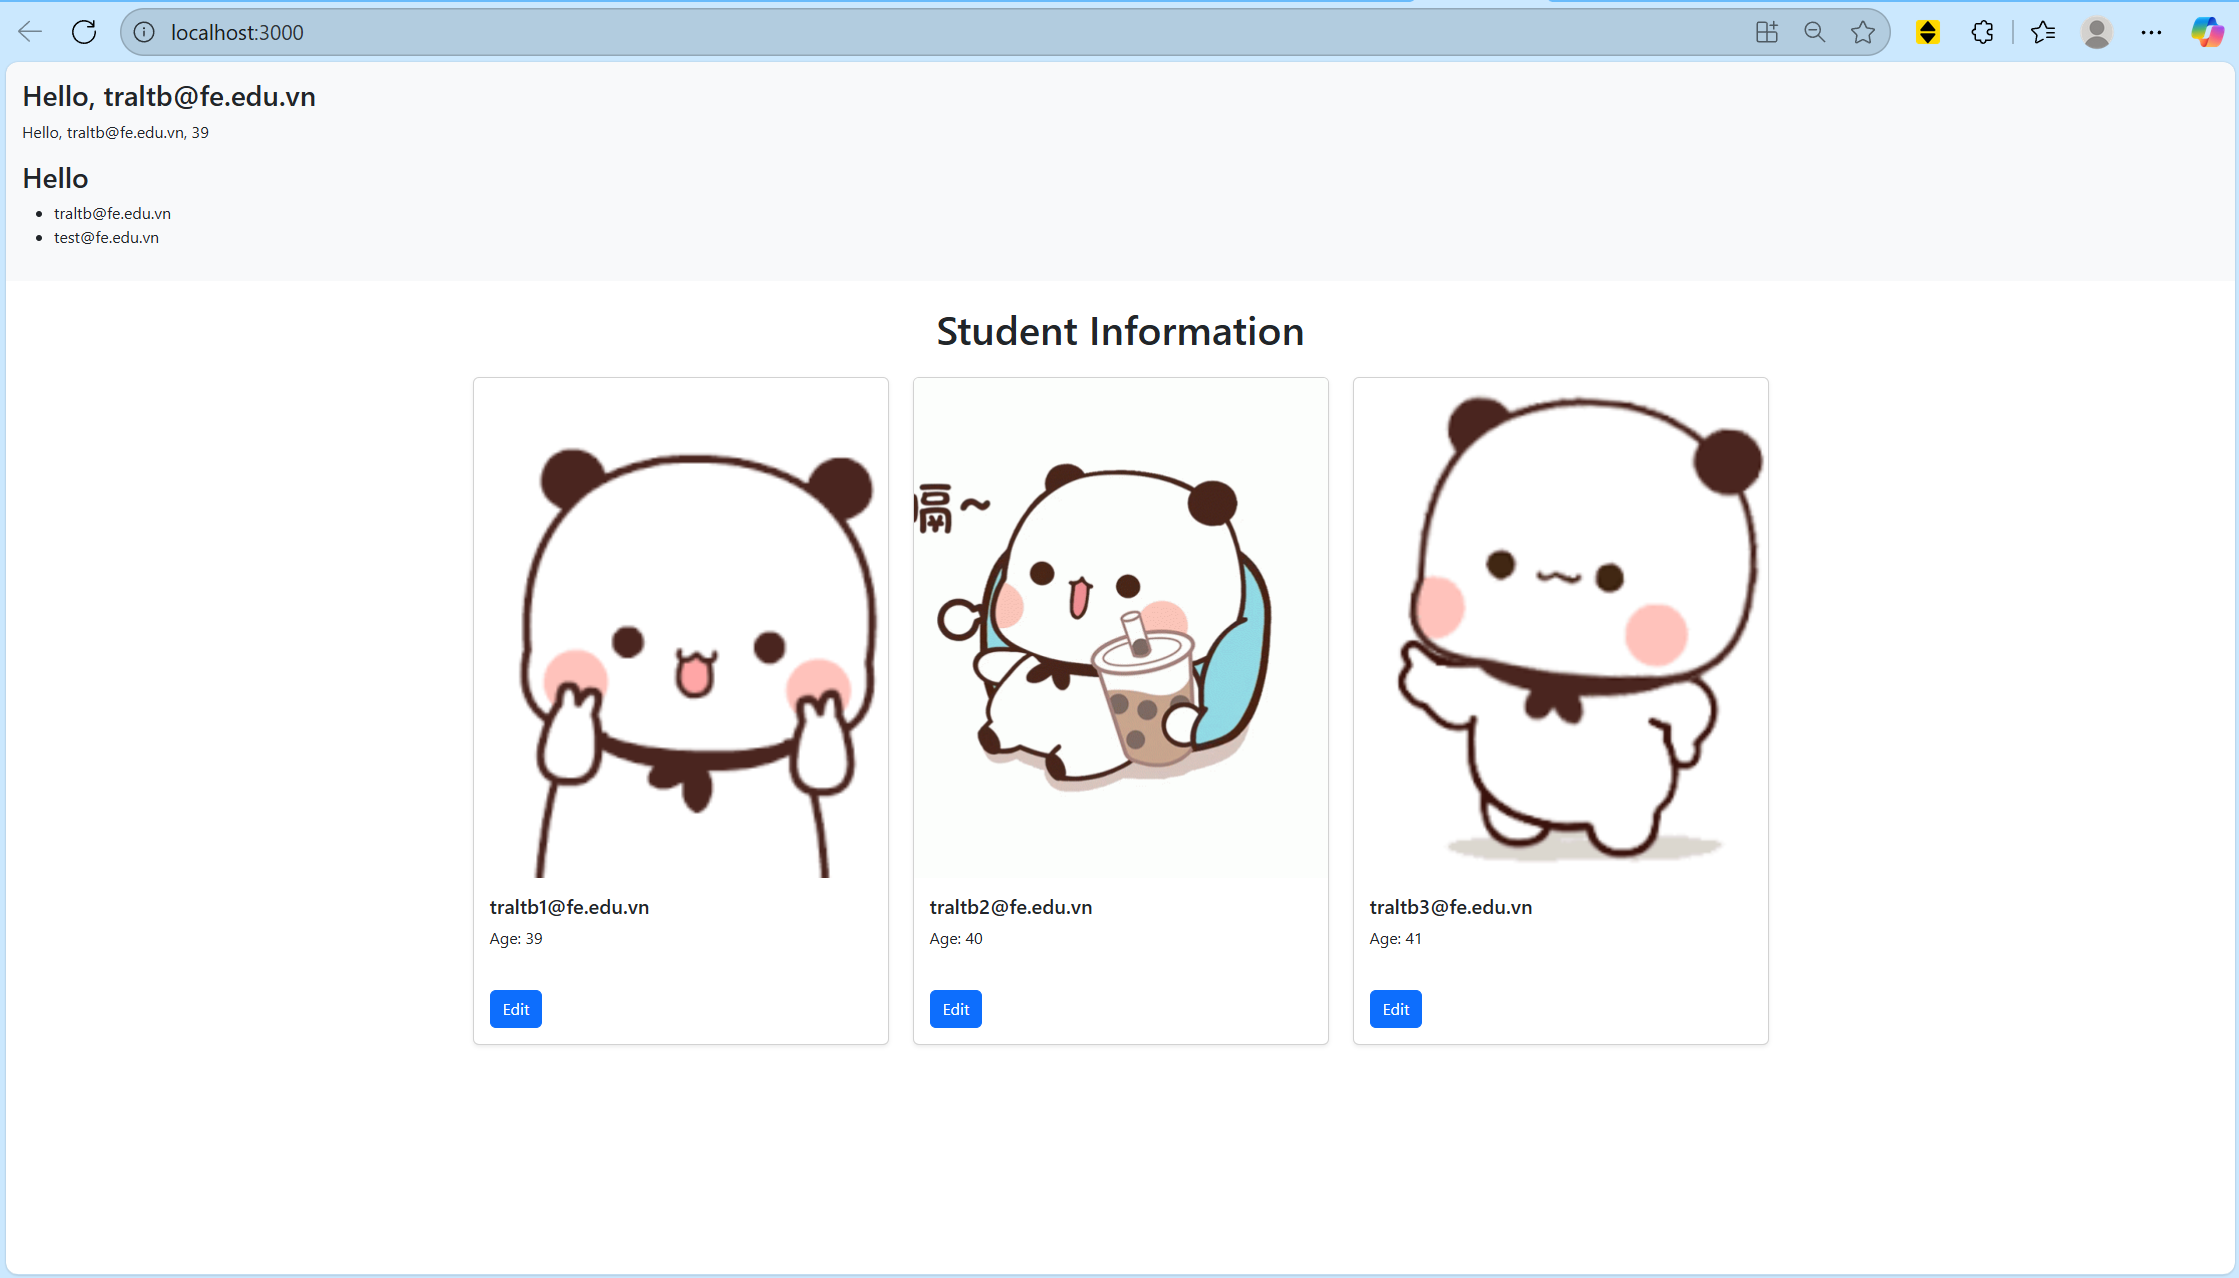 localhost:3000
Hello, traltb@fe.edu.vn
Hello, traltb@fe.edu.vn, 39
Hello
traltb@fe.edu.vn
test@fe.edu.vn
Student Information
traltb1@fe.edu.vn
Age: 39
Edit
嗝~
traltb2@fe.edu.vn
Age: 40
Edit
traltb3@fe.edu.vn
Age: 41
Edit